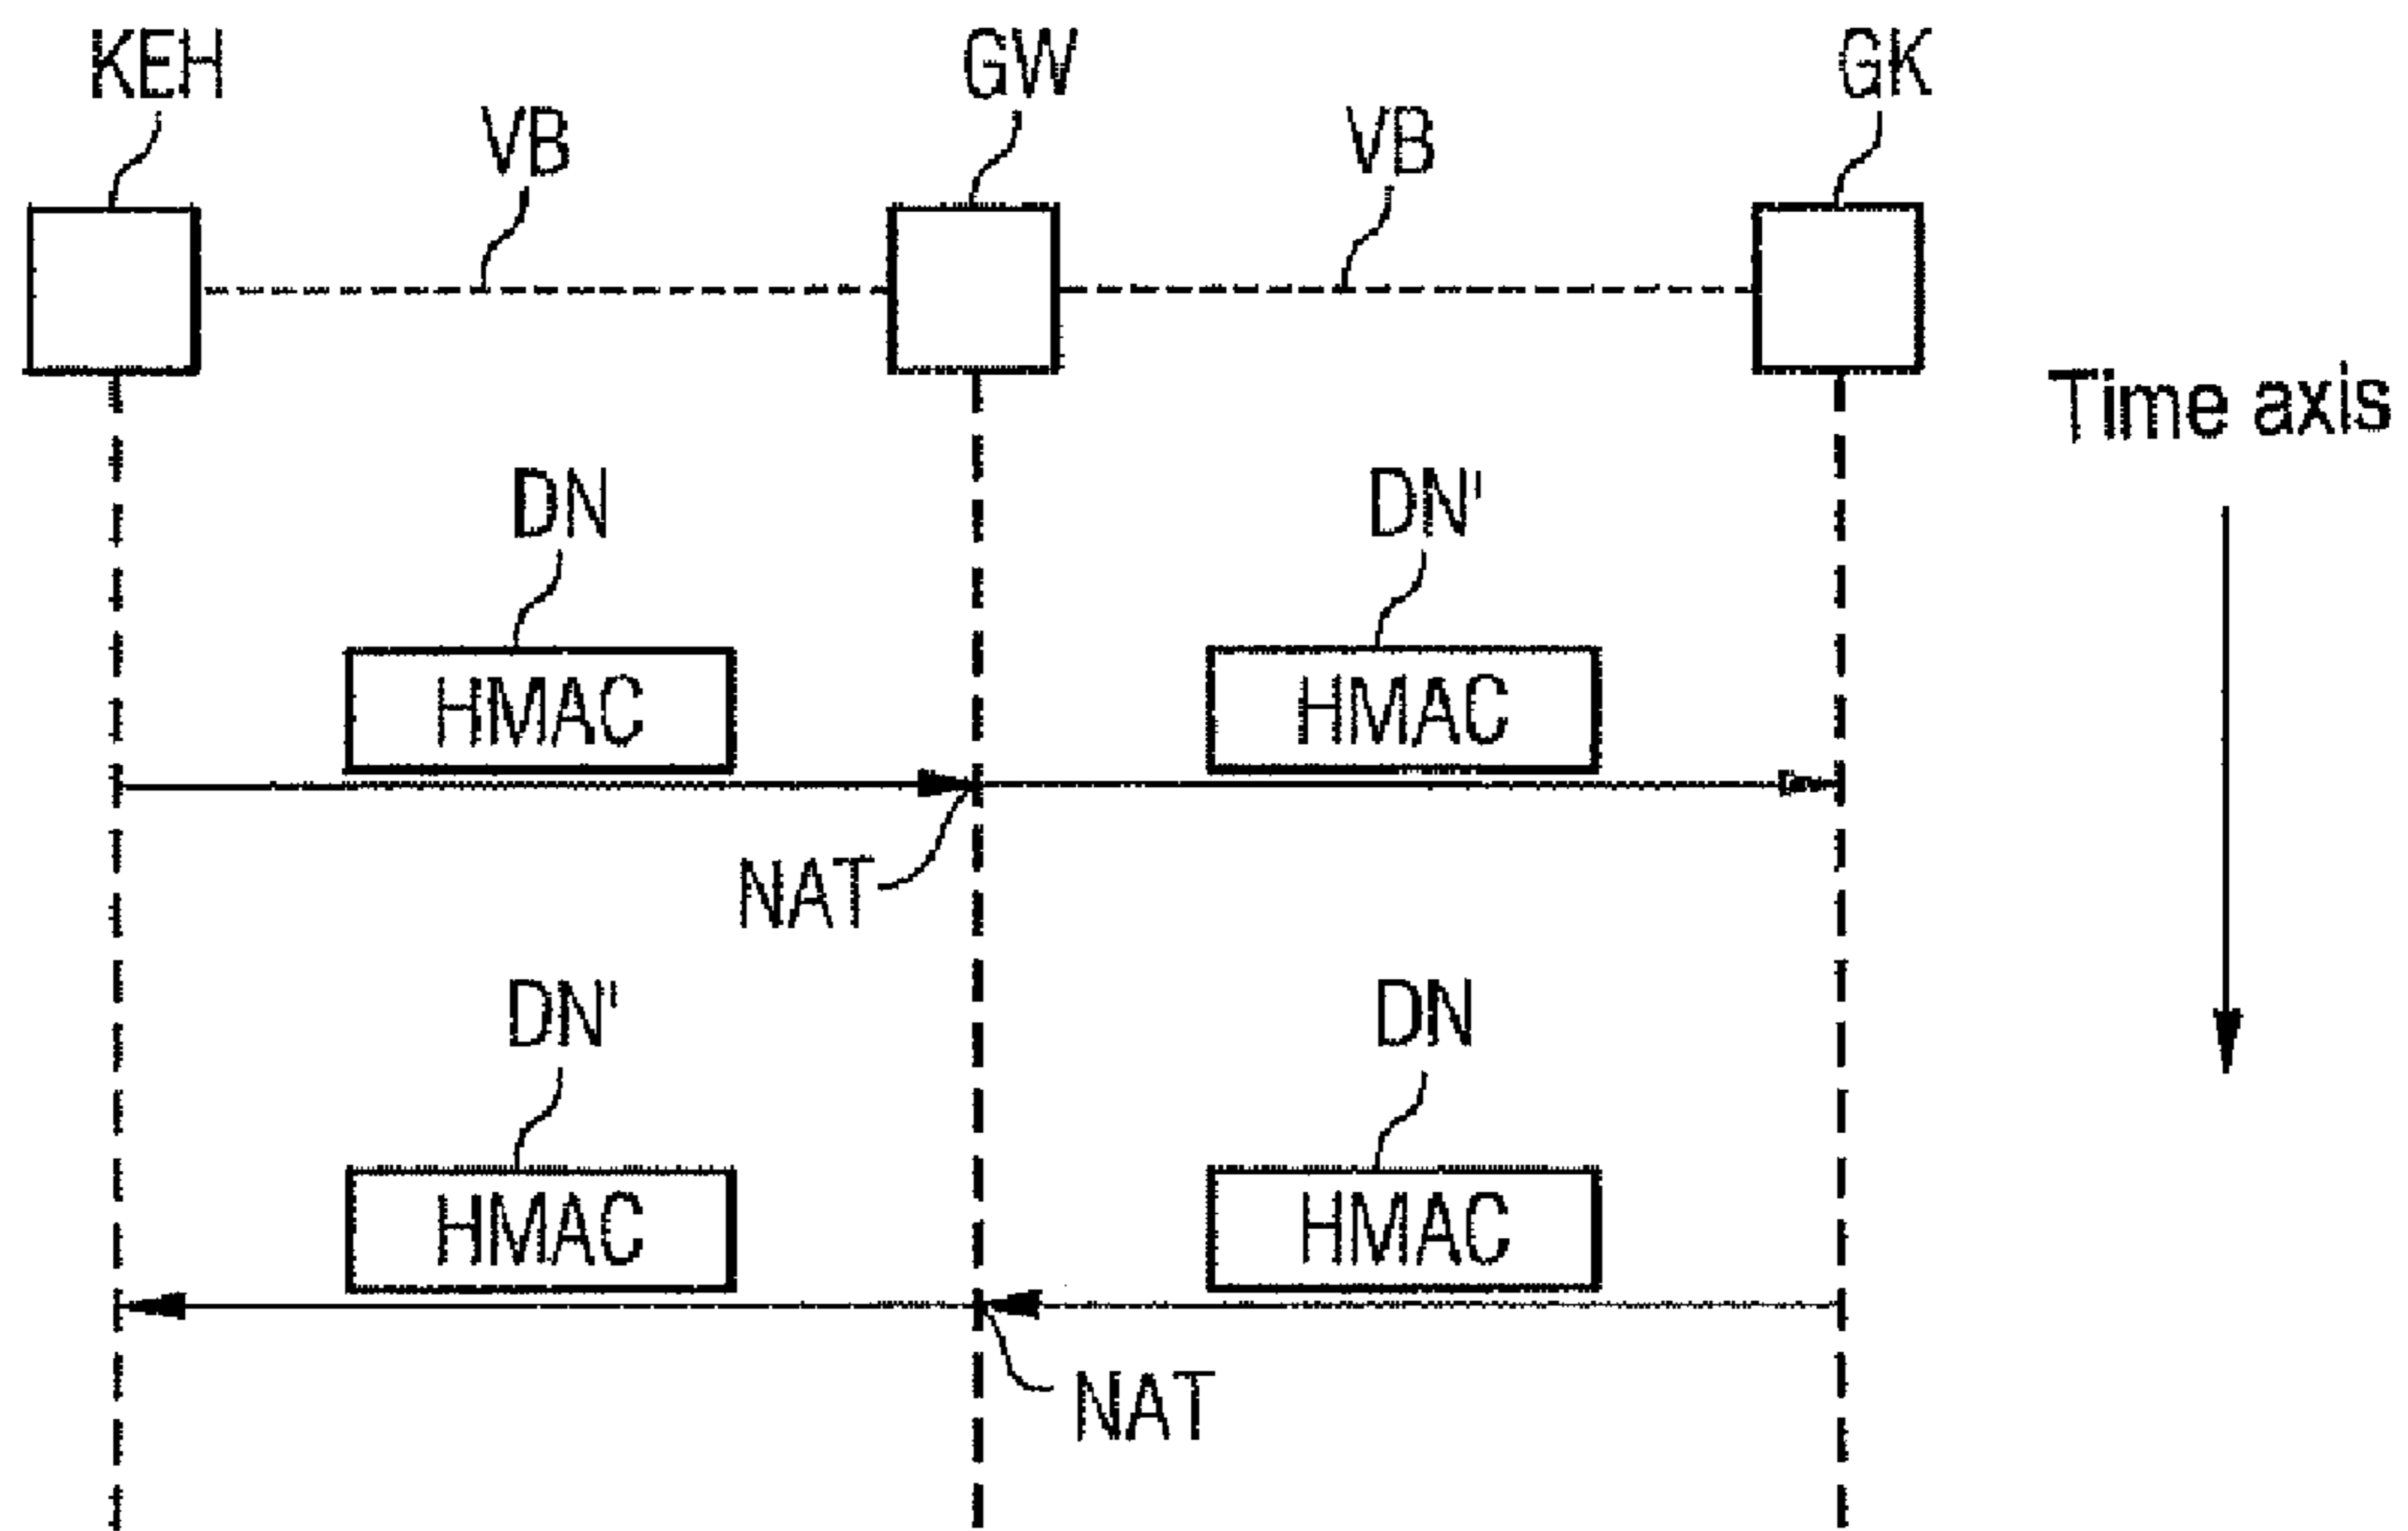 KEH
GW
GK
VB
VB
Time axis
DN
DN'
HMAC
HMAC
NAT
DN'
DN
HMAC
HMAC
NAT